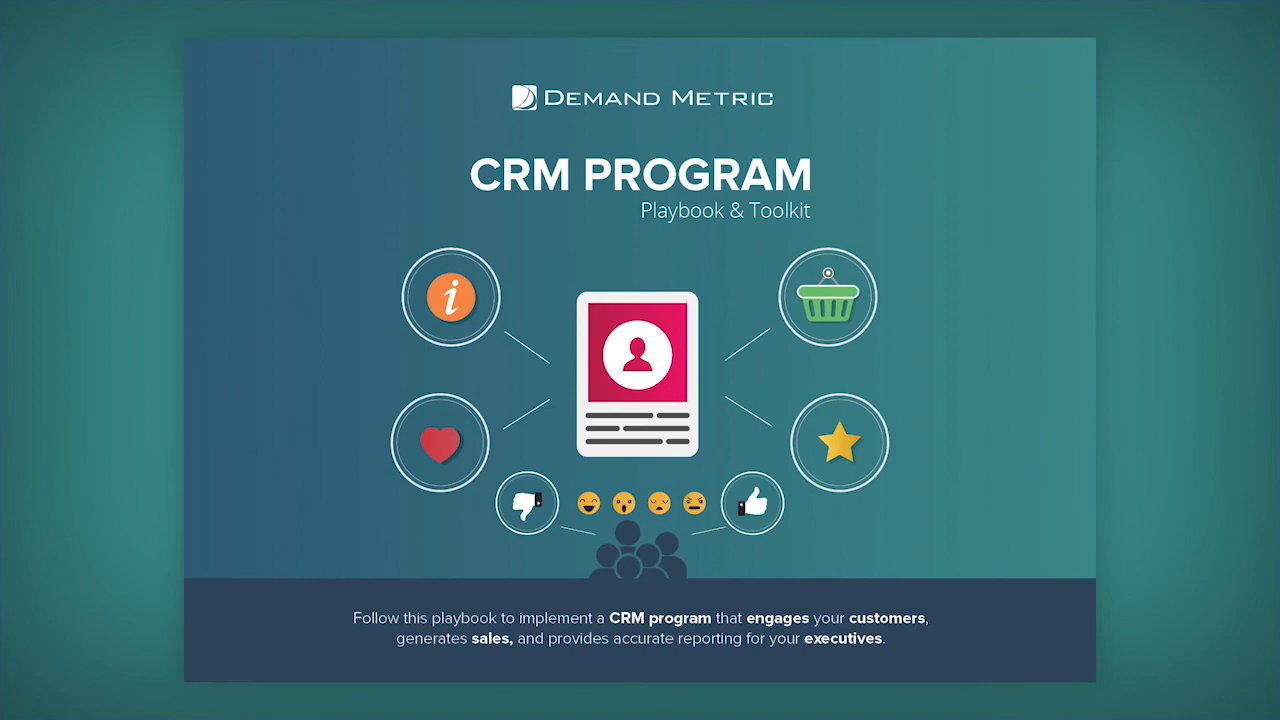 DEMAND METRIC
CRM PROGRAM
Playbook & Toolkit
i
Follow this playbook to implement a CRM program that engages your customers,
generates sales, and provides accurate reporting for your executives.